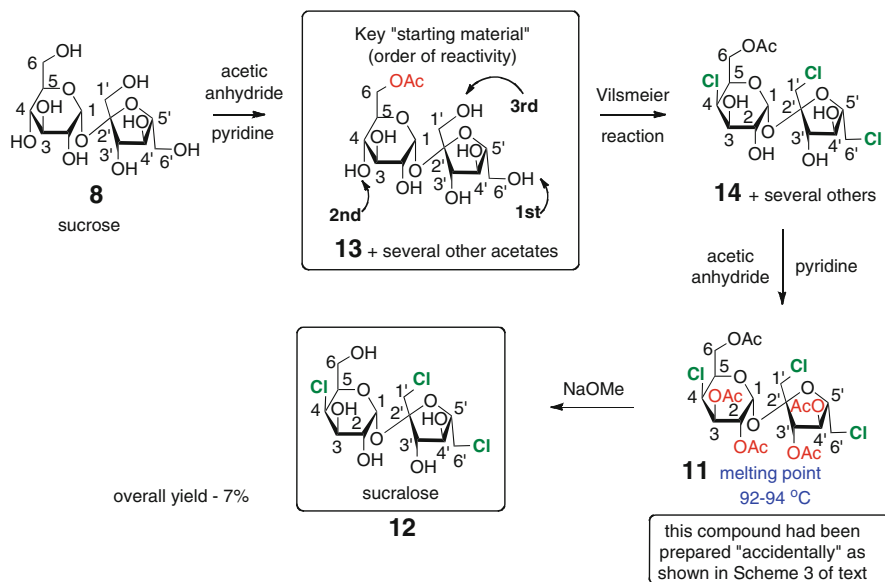 OH
6
5
4
HO
HO
3
OH
1
O
O
2'
1'
OH
O
3'
OH
HO
4'
5'
6'
OH
8
sucrose
acetic
anhydride
pyridine
Key "starting material"
(order of reactivity)
OAc
6
5
O
4
OH
HO
3
OH
1
O
2'
1'
OH
O
3'
OH
HO
4'
5'
6'
OH
3rd
2nd
1st
13 + several other acetates
Vilsmeier
reaction
OAc
6
5
Cl
O
4
HO
3
2
OH
1
O
2'
1'
Cl
O
3'
OH
HO
4'
5'
6'
Cl
14 + several others
acetic
anhydride
pyridine
OAc
6
5
Cl
O
4
OAc
3
2
OAc
1
O
2'
1'
Cl
O
3'
OAc
AcO
4'
5'
6'
Cl
11 melting point
92-94 °C
this compound had been
prepared "accidentally" as
shown in Scheme 3 of text
NaOMe
OH
6
5
Cl
O
4
HO
3
2
OH
1
O
2'
1'
Cl
O
3'
OH
HO
4'
5'
6'
Cl
sucralose
12
overall yield - 7%